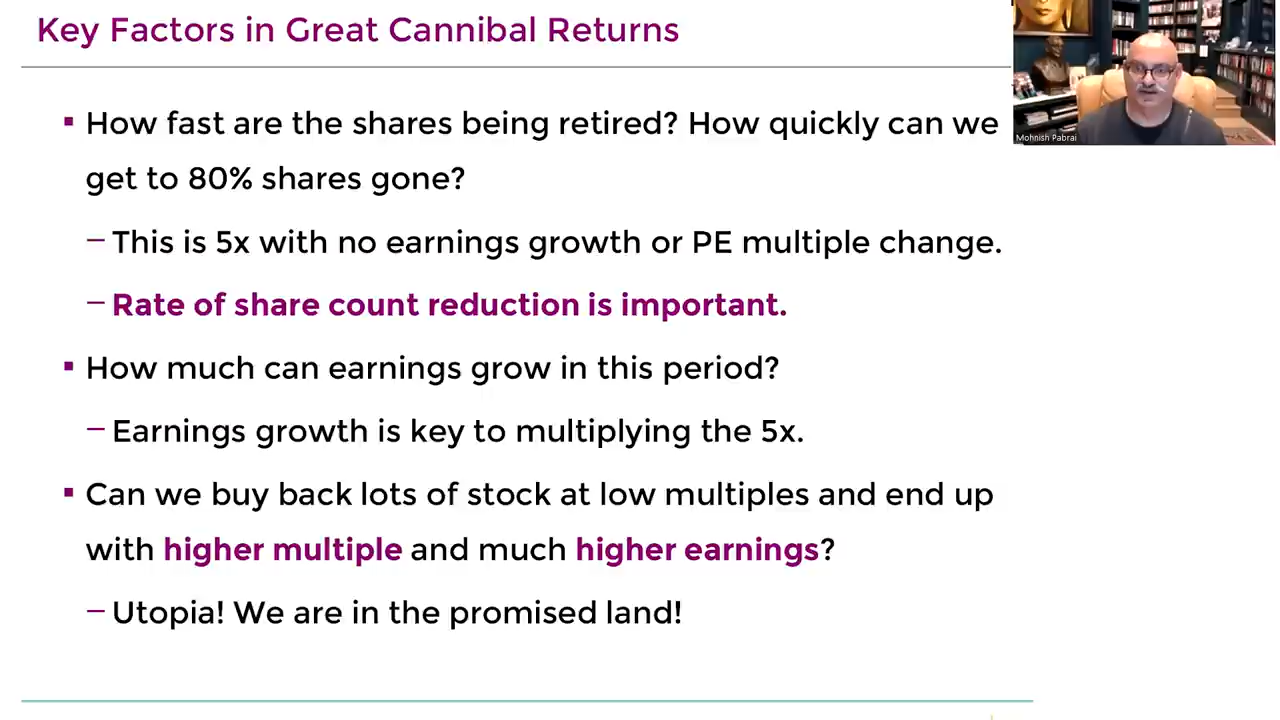 Key Factors in Great Cannibal Returns
Mohnish Pabrai
▪ How fast are the shares being retired? How quickly can we
get to 80% shares gone?
– This is 5x with no earnings growth or PE multiple change.
– Rate of share count reduction is important.
▪ How much can earnings grow in this period?
– Earnings growth is key to multiplying the 5x.
▪ Can we buy back lots of stock at low multiples and end up
with higher multiple and much higher earnings?
– Utopia! We are in the promised land!